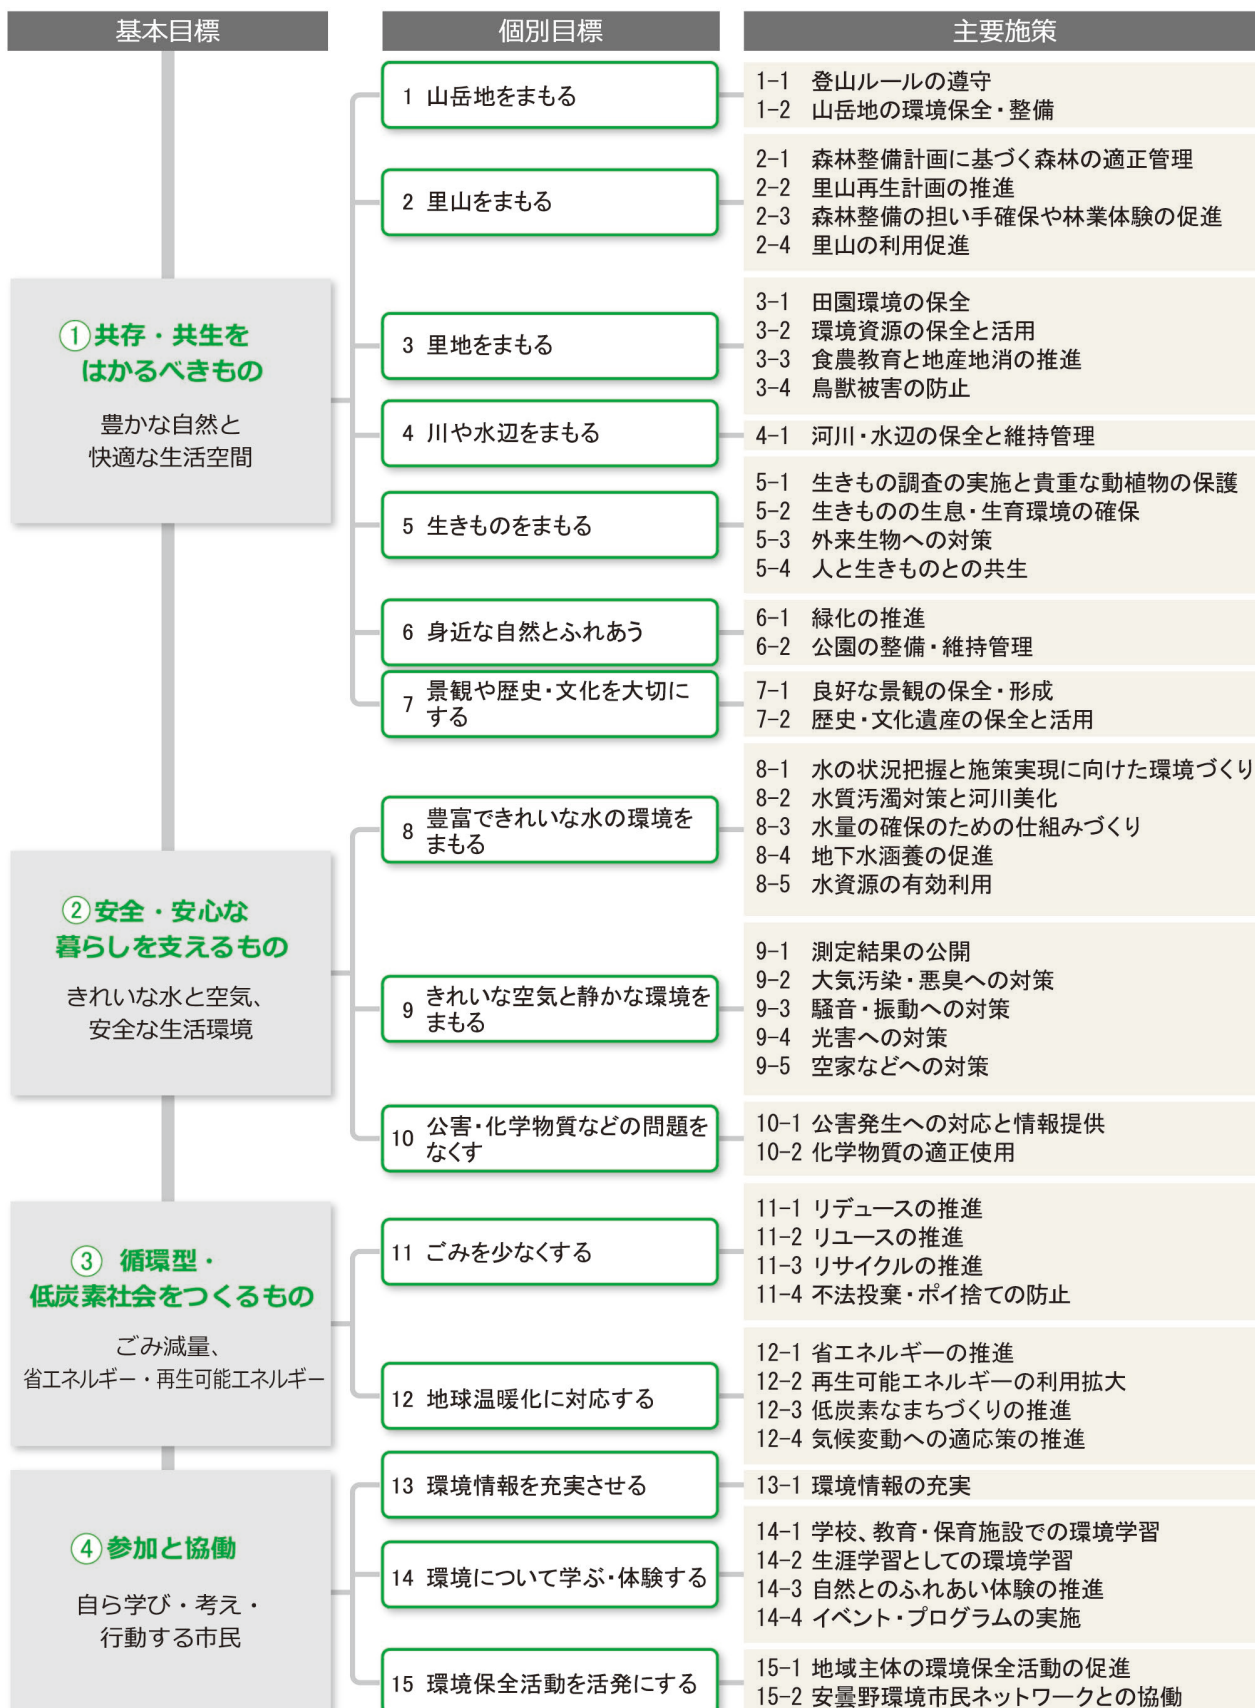 基本目標
個別目標
主要施策
①共存・共生を
はかるべきもの
豊かな自然と
快適な生活空間
1 山岳地をまもる
1-1 登山ルールの遵守
1-2 山岳地の環境保全・整備
2 里山をまもる
2-1 森林整備計画に基づく森林の適正管理
2-2 里山再生計画の推進
2-3 森林整備の担い手確保や林業体験の促進
2-4 里山の利用促進
3 里地をまもる
3-1 田園環境の保全
3-2 環境資源の保全と活用
3-3 食農教育と地産地消の推進
3-4 鳥獣被害の防止
4 川や水辺をまもる
4-1 河川・水辺の保全と維持管理
5 生きものをまもる
5-1 生きもの調査の実施と貴重な動植物の保護
5-2 生きものの生息・生育環境の確保
5-3 外来生物への対策
5-4 人と生きものとの共生
6 身近な自然とふれあう
6-1 緑化の推進
6-2 公園の整備・維持管理
7 景観や歴史・文化を大切に
する
7-1 良好な景観の保全・形成
7-2 歴史・文化遺産の保全と活用
②安全・安心な
暮らしを支えるもの
きれいな水と空気、
安全な生活環境
8 豊富できれいな水の環境を
まもる
8-1 水の状況把握と施策実現に向けた環境づくり
8-2 水質汚濁対策と河川美化
8-3 水量の確保のための仕組みづくり
8-4 地下水涵養の促進
8-5 水資源の有効利用
9 きれいな空気と静かな環境を
まもる
9-1 測定結果の公開
9-2 大気汚染・悪臭への対策
9-3 騒音・振動への対策
9-4 光害への対策
9-5 空家などへの対策
10 公害・化学物質などの問題を
なくす
10-1 公害発生への対応と情報提供
10-2 化学物質の適正使用
③ 循環型・
低炭素社会をつくるもの
ごみ減量、
省エネルギー・再生可能エネルギー
11 ごみを少なくする
11-1 リデュースの推進
11-2 リユースの推進
11-3 リサイクルの推進
11-4 不法投棄・ポイ捨ての防止
12 地球温暖化に対応する
12-1 省エネルギーの推進
12-2 再生可能エネルギーの利用拡大
12-3 低炭素なまちづくりの推進
12-4 気候変動への適応策の推進
④参加と協働
自ら学び・考え・
行動する市民
13 環境情報を充実させる
13-1 環境情報の充実
14 環境について学ぶ・体験する
14-1 学校、教育・保育施設での環境学習
14-2 生涯学習としての環境学習
14-3 自然とのふれあい体験の推進
14-4 イベント・プログラムの実施
15 環境保全活動を活発にする
15-1 地域主体の環境保全活動の促進
15-2 安曇野環境市民ネットワークとの協働